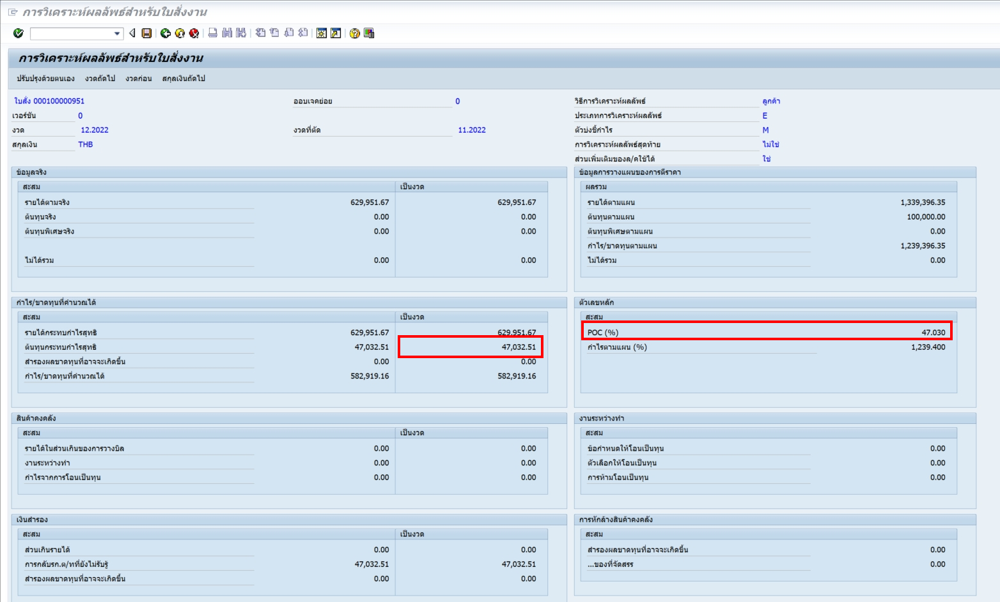 การวิเคราะห์ผลลัพธ์สำหรับใบสั่งงาน
การวิเคราะห์ผลลัพธ์สำหรับใบสั่งงาน
ปรับปรุงด้วยตนเอง งวดถัดไป งวดก่อน สกุลเงินถัดไป
ใบสั่ง 000100000951 ออบเจคย่อย 0 วิธีการวิเคราะห์ผลลัพธ์ ลูกค้า
เวอร์ชัน 0 ประเภทการวิเคราะห์ผลลัพธ์ E
งวด 12.2022 งวดที่ตัด 11.2022 ตัวบ่งชี้กำไร M
สกุลเงิน THB การวิเคราะห์ผลลัพธ์สุดท้าย ไม่ใช่
ส่วนเพิ่มเติมของล/คใช้ได้ ใช่
ข้อมูลจริง
สะสม เป็นงวด
รายได้ตามจริง 629,951.67 629,951.67
ต้นทุนจริง 0.00 0.00
ต้นทุนพิเศษจริง 0.00 0.00
ไม่ได้รวม 0.00 0.00
ข้อมูลการวางแผนของการตีราคา
ผลรวม
รายได้ตามแผน 1,339,396.35
ต้นทุนตามแผน 100,000.00
ต้นทุนพิเศษตามแผน 0.00
กำไร/ขาดทุนตามแผน 1,239,396.35
ไม่ได้รวม 0.00
กำไร/ขาดทุนที่คำนวณได้
สะสม เป็นงวด
รายได้กระทบกำไรสุทธิ 629,951.67 629,951.67
ต้นทุนกระทบกำไรสุทธิ 47,032.51 47,032.51
สำรองผลขาดทุนที่อาจจะเกิดขึ้น 0.00 0.00
กำไร/ขาดทุนที่คำนวณได้ 582,919.16 582,919.16
ตัวเลขหลัก
สะสม
POC (%) 47.030
กำไรตามแผน (%) 1,239.400
สินค้าคงคลัง
สะสม เป็นงวด
รายได้ในส่วนเกินของการวางบิล 0.00 0.00
งานระหว่างทำ 0.00 0.00
กำไรจากการโอนเป็นทุน 0.00 0.00
งานระหว่างทำ
สะสม
ข้อกำหนดให้โอนเป็นทุน 0.00
ตัวเลือกให้โอนเป็นทุน 0.00
การห้ามโอนเป็นทุน 0.00
เงินสำรอง
สะสม เป็นงวด
ส่วนเกินรายได้ 0.00 0.00
การกลับรก.ต/ทที่ยังไม่รับรู้ 47,032.51 47,032.51
สำรองผลขาดทุนที่อาจจะเกิดขึ้น 0.00 0.00
การหักล้างสินค้าคงคลัง
สะสม
สำรองผลขาดทุนที่อาจจะเกิดขึ้น 0.00
...ของที่จัดสรร 0.00